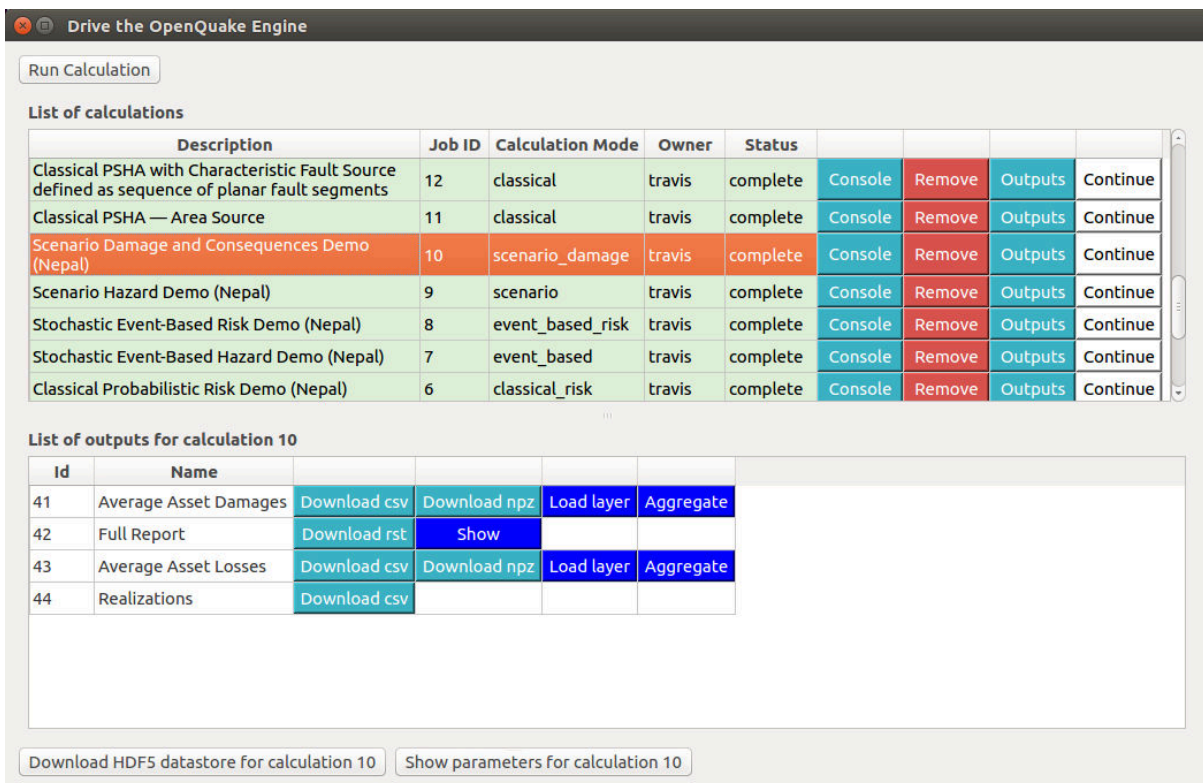 Drive the OpenQuake Engine
Run Calculation
List of calculations
Description Job ID Calculation Mode Owner Status
Classical PSHA with Characteristic Fault Source
defined as sequence of planar fault segments 12 classical travis complete Console Remove Outputs Continue
Classical PSHA — Area Source 11 classical travis complete Console Remove Outputs Continue
Scenario Damage and Consequences Demo
(Nepal) 10 scenario_damage travis complete Console Remove Outputs Continue
Scenario Hazard Demo (Nepal) 9 scenario travis complete Console Remove Outputs Continue
Stochastic Event-Based Risk Demo (Nepal) 8 event_based_risk travis complete Console Remove Outputs Continue
Stochastic Event-Based Hazard Demo (Nepal) 7 event_based travis complete Console Remove Outputs Continue
Classical Probabilistic Risk Demo (Nepal) 6 classical_risk travis complete Console Remove Outputs Continue
List of outputs for calculation 10
Id Name
41 Average Asset Damages Download csv Download npz Load layer Aggregate
42 Full Report Download rst Show
43 Average Asset Losses Download csv Download npz Load layer Aggregate
44 Realizations Download csv
Download HDF5 datastore for calculation 10 Show parameters for calculation 10